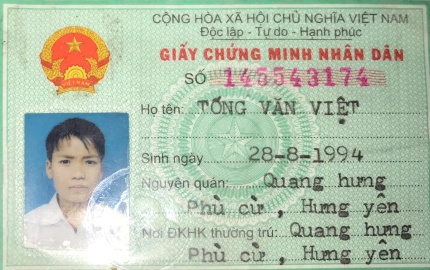 CỘNG HÒA XÃ HỘI CHỦ NGHĨA VIỆT NAM
Độc lập - Tự do - Hạnh phúc
GIẤY CHỨNG MINH NHÂN DÂN
SỐ 145543174
Họ tên: TỐNG VĂN VIỆT
Sinh ngày 28-8-1994
Nguyên quán: Quang hưng
Phù cừ , Hưng yên
Nơi ĐKHK thường trú: Quang hưng
Phù cừ , Hưng yên